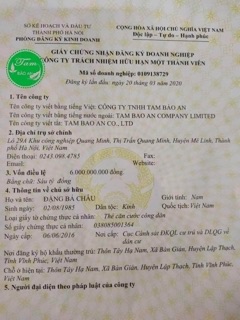 SỞ KẾ HOẠCH VÀ ĐẦU TƯ
THÀNH PHỐ HÀ NỘI
PHÒNG ĐĂNG KÝ KINH DOANH
CỘNG HÒA XÃ HỘI CHỦ NGHĨA VIỆT NAM
Độc lập - Tự do - Hạnh phúc
Tam
BẢO AN
GIẤY CHỨNG NHẬN ĐĂNG KÝ DOANH NGHIỆP
CÔNG TY TRÁCH NHIỆM HỮU HẠN MỘT THÀNH VIÊN
Mã số doanh nghiệp: 0109138729
Đăng ký lần đầu: ngày 20 tháng 03 năm 2020
1. Tên công ty
Tên công ty viết bằng tiếng Việt: CÔNG TY TNHH TAM BAO AN
Tên công ty viết bằng tiếng nước ngoài: TAM BAO AN COMPANY LIMITED
Tên công ty viết tắt: TAM BAO AN CO., LTD
2. Địa chỉ trụ sở chính
Lô 29A Khu công nghiệp Quang Minh, Thị Trấn Quang Minh, Huyện Mê Linh, Thành phố Hà Nội, Việt Nam
Điện thoại: 0243.098.4785 Fax:
Email: Website:
3. Vốn điều lệ 6.000.000.000 đồng
Bằng chữ: Sáu tỷ đồng
4. Thông tin về chủ sở hữu
Họ và tên: ĐẶNG BÁ CHÂU Giới tính: Nam
Sinh ngày: 02/08/1985 Dân tộc: Kinh Quốc tịch: Việt Nam
Loại giấy tờ chứng thực cá nhân: Thẻ căn cước công dân
Số giấy chứng thực cá nhân: 038085001364
Ngày cấp: 06/06/2016 Nơi cấp: Cục Cảnh sát ĐKQL cư trú và DLQG về dân cư
Nơi đăng ký hộ khẩu thường trú: Thôn Tây Hạ Nam, Xã Bàn Giản, Huyện Lập Thạch, Tỉnh Vĩnh Phúc, Việt Nam
Chỗ ở hiện tại: Thôn Tây Hạ Nam, Xã Bàn Giản, Huyện Lập Thạch, Tỉnh Vĩnh Phúc, Việt Nam
5. Người đại diện theo pháp luật của công ty